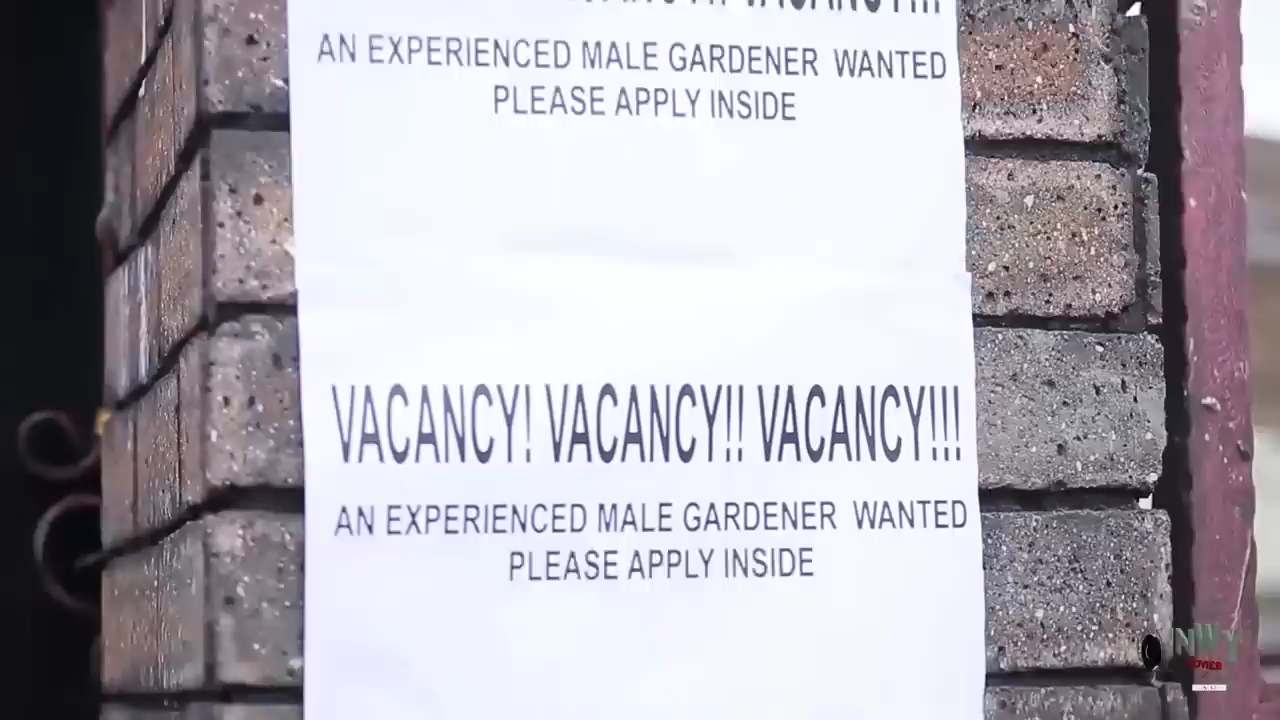 VACANCY!!!
AN EXPERIENCED MALE GARDENER WANTED
PLEASE APPLY INSIDE
VACANCY! VACANCY!! VACANCY!!!
AN EXPERIENCED MALE GARDENER WANTED
PLEASE APPLY INSIDE